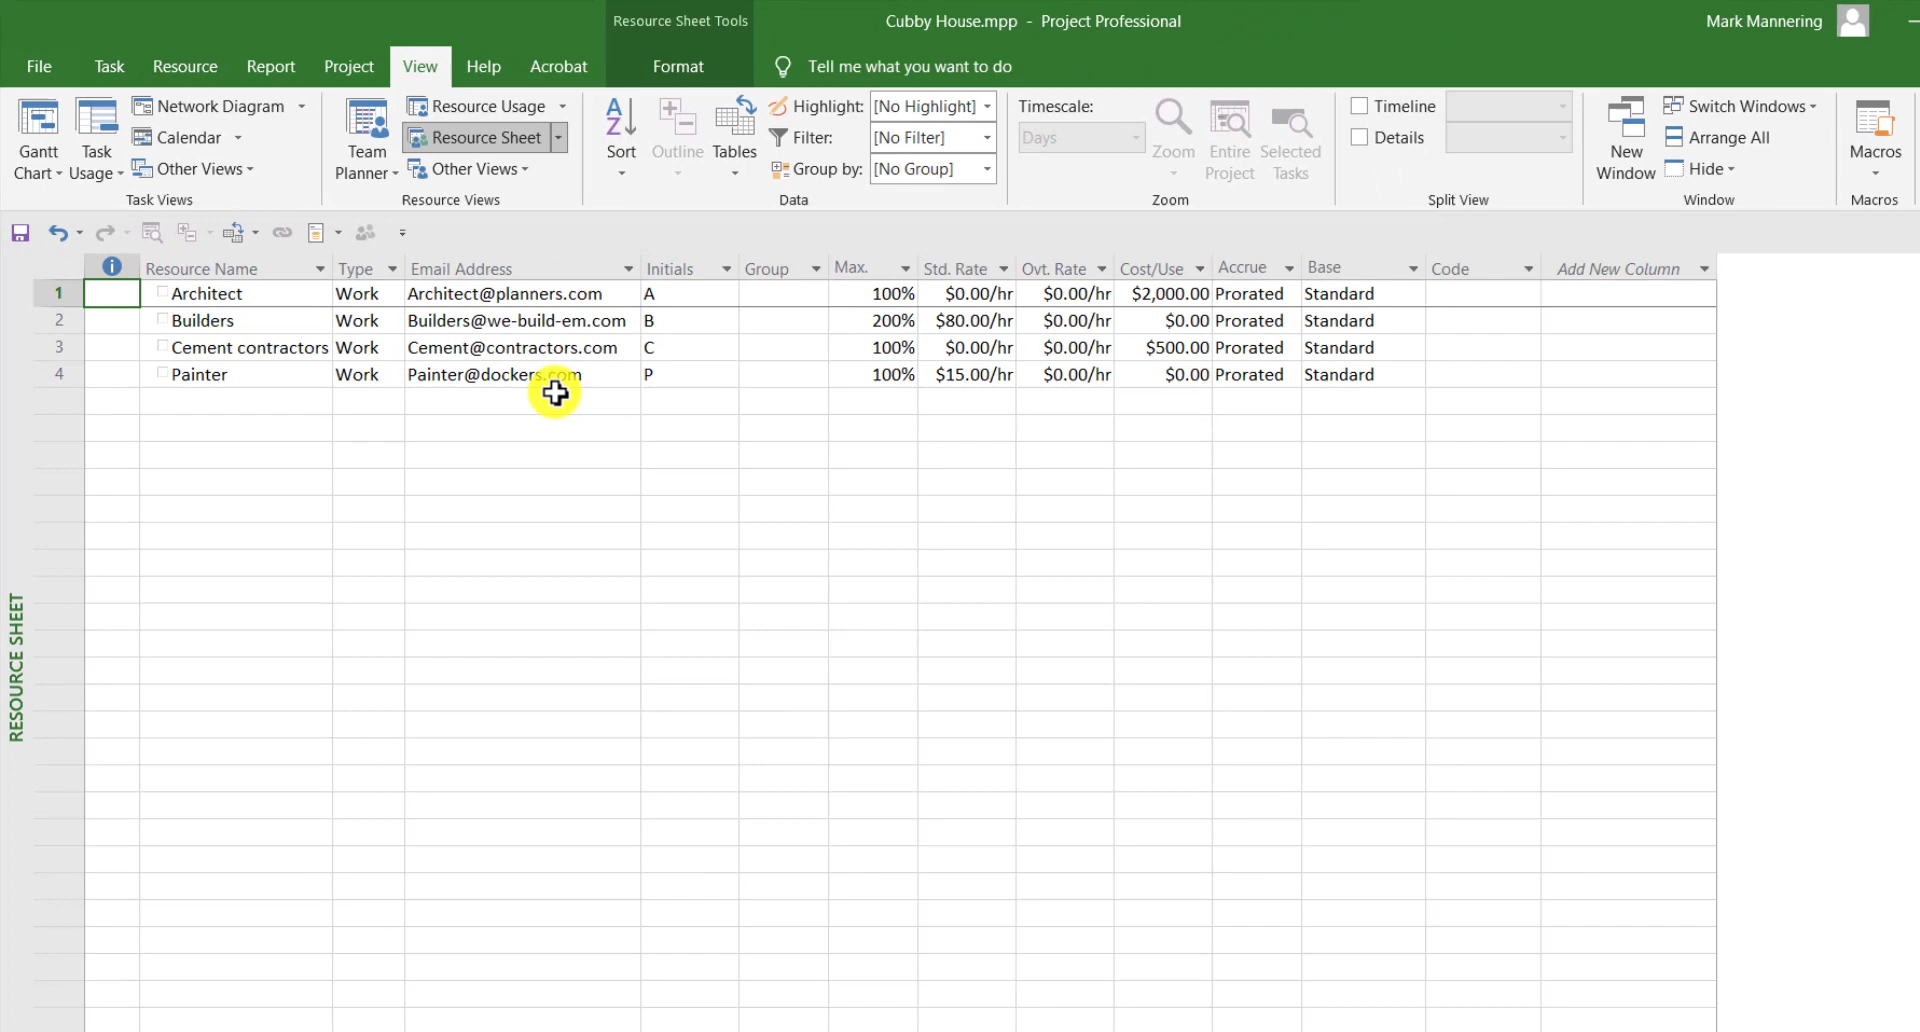 Resource Sheet Tools
Cubby House.mpp - Project Professional
Mark Mannering
File Task Resource Report Project View Help Acrobat Format Tell me what you want to do
Gantt Chart
Task Usage
Network Diagram
Calendar
Other Views
Task Views
Team Planner
Resource Usage
Resource Sheet
Other Views
Resource Views
Sort
Outline
Tables
Highlight: [No Highlight]
Filter: [No Filter]
Group by: [No Group]
Data
Timescale:
Days
Zoom
Entire Project
Selected Tasks
Zoom
Timeline
Details
Split View
New Window
Switch Windows
Arrange All
Hide
Window
Macros
Macros
Resource Name Type Email Address Initials Group Max. Std. Rate Ovt. Rate Cost/Use Accrue Base Code Add New Column
1 Architect Work Architect@planners.com A 100% $0.00/hr $0.00/hr $2,000.00 Prorated Standard
2 Builders Work Builders@we-build-em.com B 200% $80.00/hr $0.00/hr $0.00 Prorated Standard
3 Cement contractors Work Cement@contractors.com C 100% $0.00/hr $0.00/hr $500.00 Prorated Standard
4 Painter Work Painter@dockers.com P 100% $15.00/hr $0.00/hr $0.00 Prorated Standard
RESOURCE SHEET